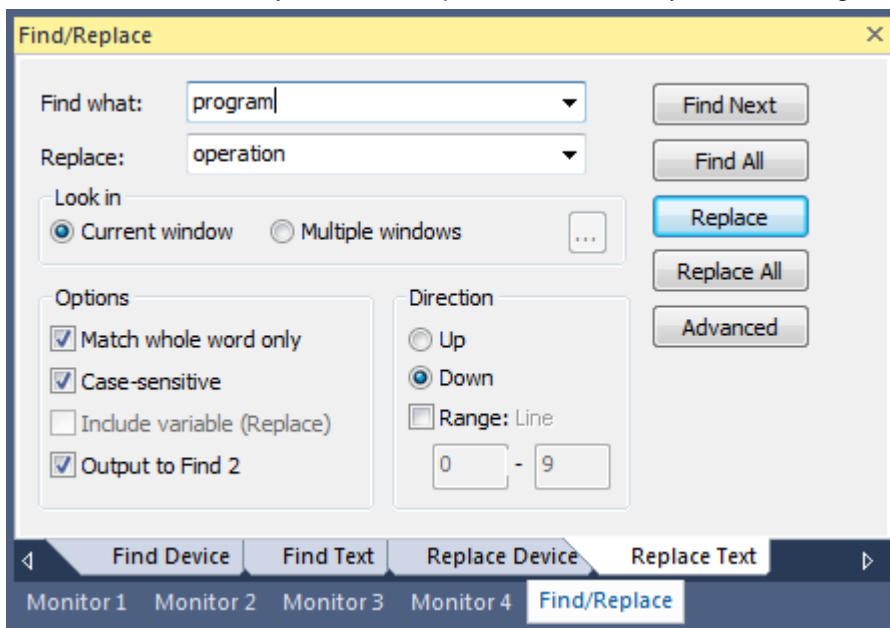 Find/Replace
Find what: program
Replace: operation
Look in
Current window Multiple windows ...
Options
Match whole word only
Case-sensitive
Include variable (Replace)
Output to Find 2
Direction
Up
Down
Range: Line
0 - 9
Find Next
Find All
Replace
Replace All
Advanced
Find Device Find Text Replace Device Replace Text
Monitor 1 Monitor 2 Monitor 3 Monitor 4 Find/Replace